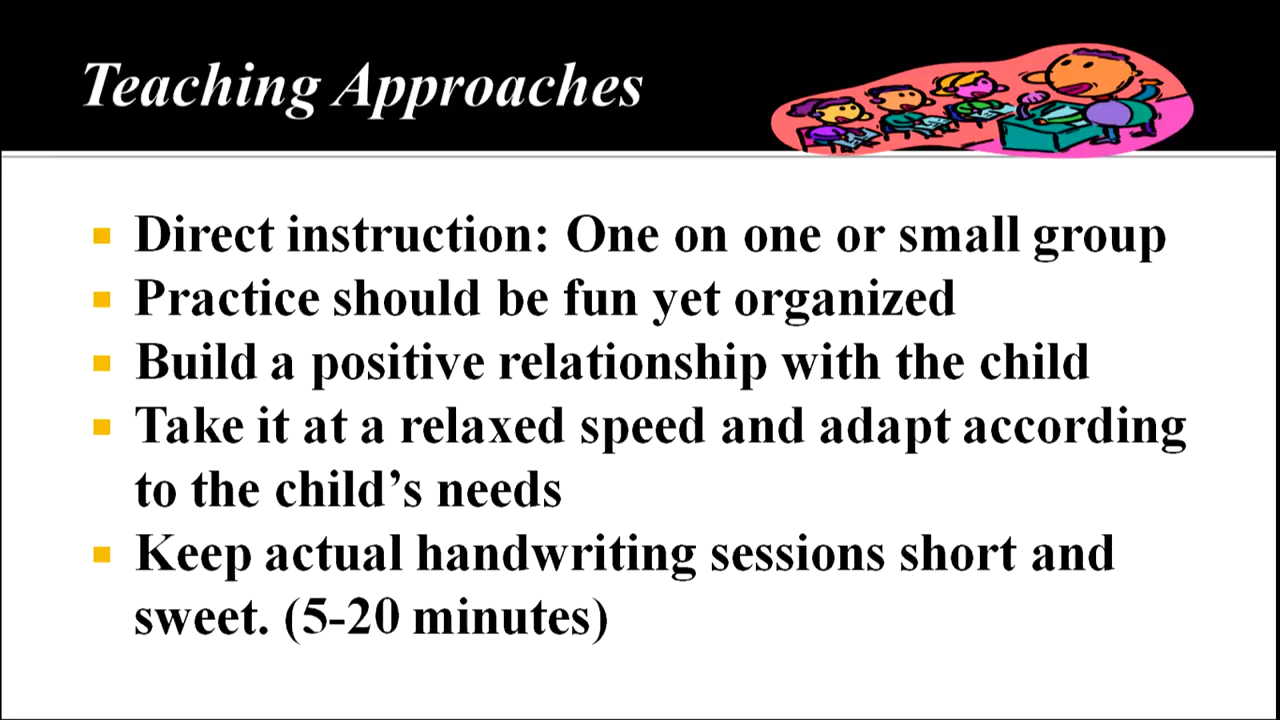 Teaching Approaches
Direct instruction: One on one or small group
Practice should be fun yet organized
Build a positive relationship with the child
Take it at a relaxed speed and adapt according
to the child’s needs
Keep actual handwriting sessions short and
sweet. (5-20 minutes)